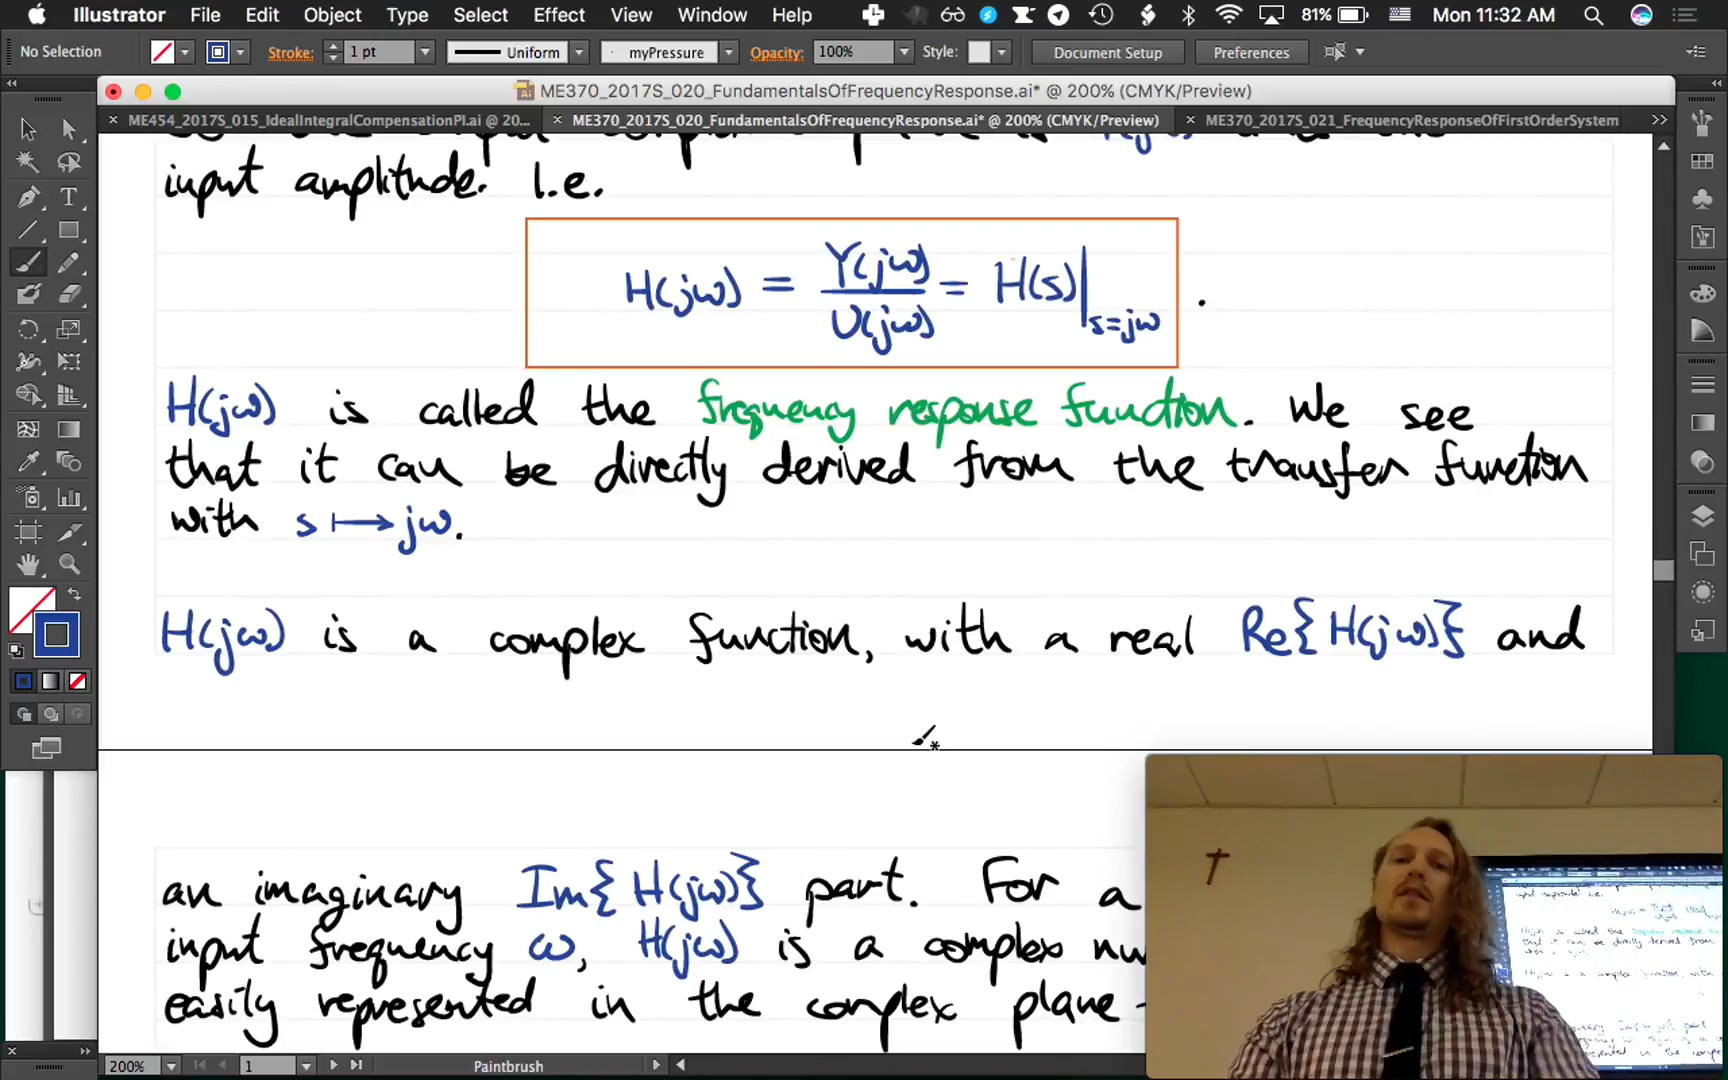 Illustrator File Edit Object Type Select Effect View Window Help 81% Mon 11:32 AM
No Selection Stroke: 1 pt Uniform myPressure Opacity: 100% Style: Document Setup Preferences
ME370_2017S_020_FundamentalsOfFrequencyResponse.ai* @ 200% (CMYK/Preview)
ME454_2017S_015_IdealIntegralCompensationPI.ai @ 20... ME370_2017S_020_FundamentalsOfFrequencyResponse.ai* @ 200% (CMYK/Preview) ME370_2017S_021_FrequencyResponseOfFirstOrderSystem
input amplitude. I.e.
H(jω) = Y(jω)/U(jω) = H(s)|s=jω .
H(jω) is called the frequency response function. We see
that it can be directly derived from the transfer function
with s ↦ jω.
H(jω) is a complex function, with a real Re{H(jω)} and
an imaginary Im{H(jω)} part. For a
input frequency ω, H(jω) is a complex nu
easily represented in the complex plane -
200% 1 Paintbrush